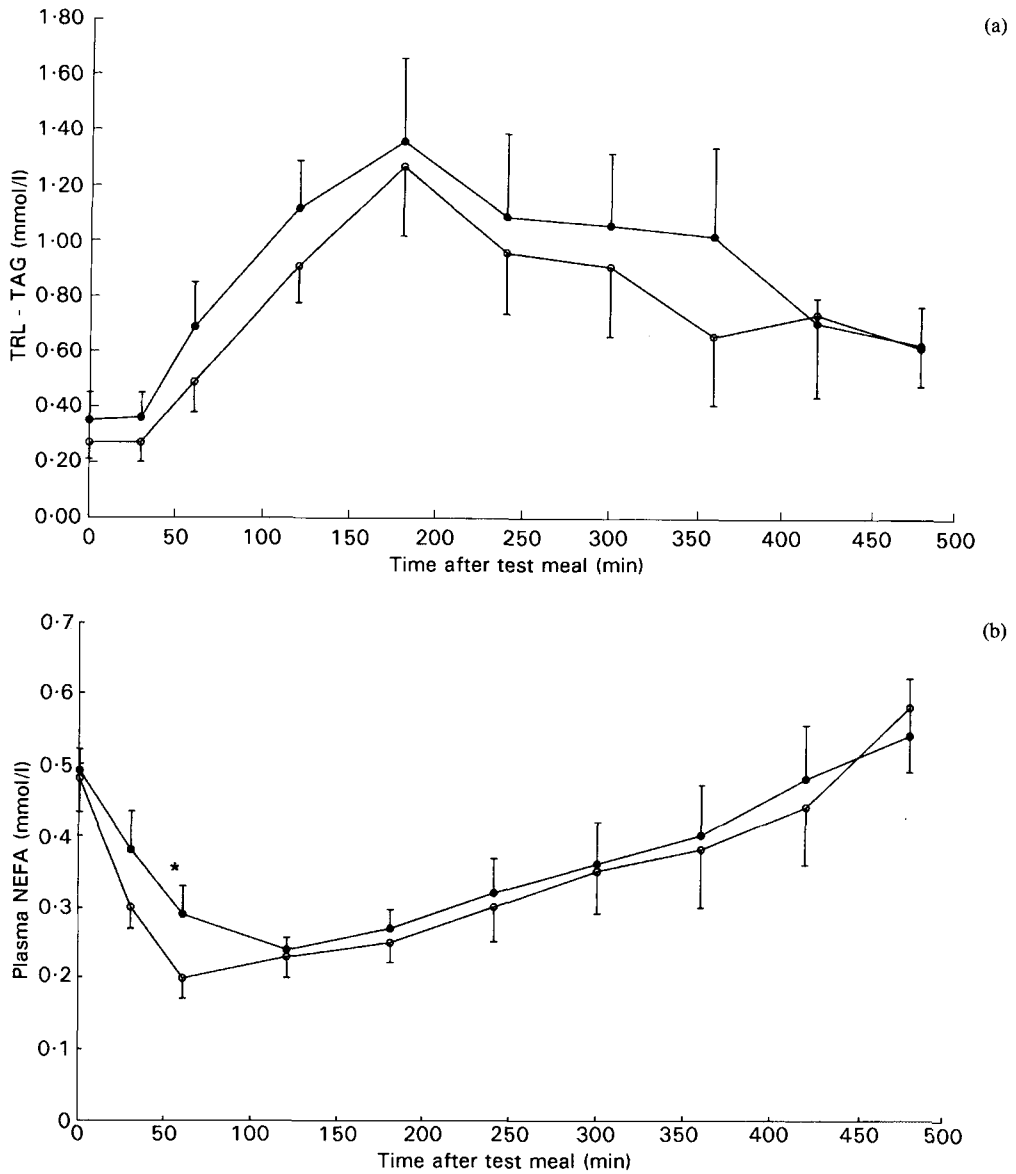 (a)
TRL - TAG (mmol/l)
1·80
1·60
1·40
1·20
1·00
0·80
0·60
0·40
0·20
0·00
0 50 100 150 200 250 300 350 400 450 500
Time after test meal (min)
(b)
Plasma NEFA (mmol/l)
0·7
0·6
0·5
0·4
*
0·3
0·2
0·1
0
0 50 100 150 200 250 300 350 400 450 500
Time after test meal (min)